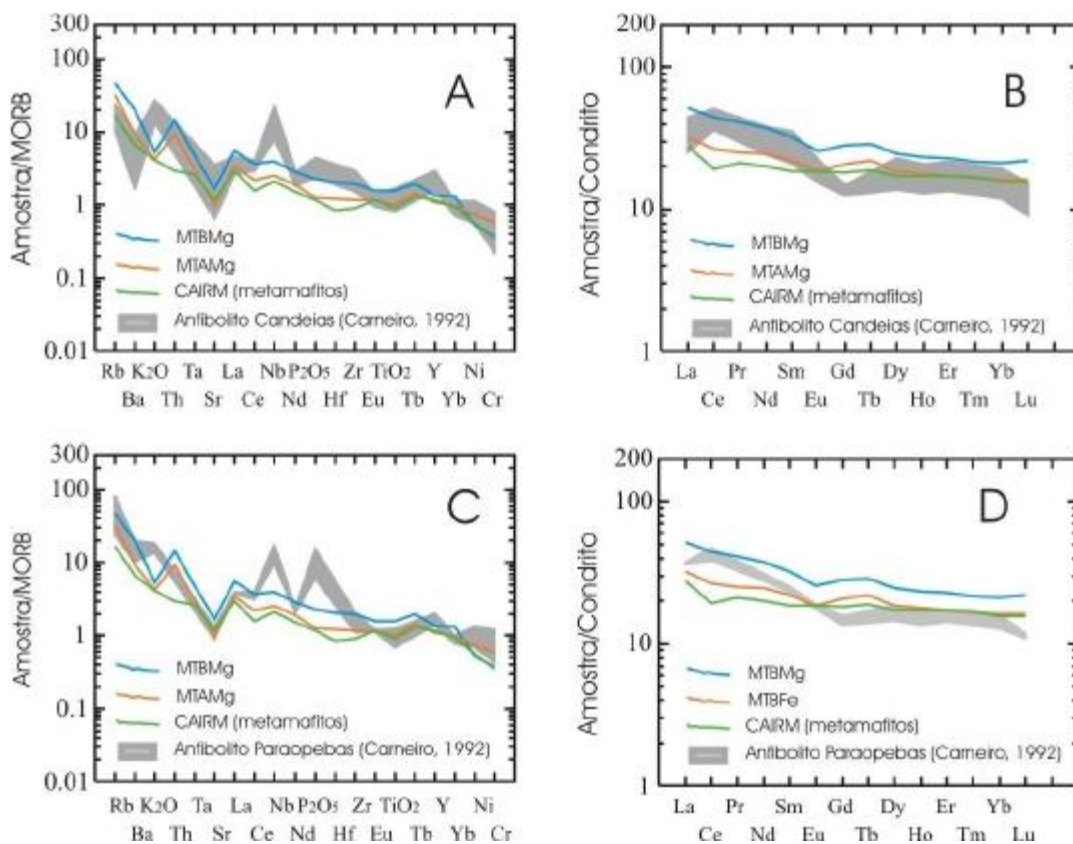 300
100
10
1
0.1
0.01
Amostra/MORB
A
MTBMg
MTAMg
CAIRM (metamafitos)
Anfibolito Candeias (Carneiro, 1992)
Rb K2O Ta La Nb P2O5 Zr TiO2 Y Ni
Ba Th Sr Ce Nd Hf Eu Tb Yb Cr
200
100
10
1
Amostra/Condrito
B
MTBMg
MTAMg
CAIRM (metamafitos)
Anfibolito Candeias (Carneiro, 1992)
La Pr Sm Gd Dy Er Yb
Ce Nd Eu Tb Ho Tm Lu
300
100
10
1
0.1
0.01
Amostra/MORB
C
MTBMg
MTAMg
CAIRM (metamafitos)
Anfibolito Paraopebas (Carneiro, 1992)
Rb K2O Ta La Nb P2O5 Zr TiO2 Y Ni
Ba Th Sr Ce Nd Hf Eu Tb Yb Cr
200
100
10
1
Amostra/Condrito
D
MTBMg
MTBFe
CAIRM (metamafitos)
Anfibolito Paraopebas (Carneiro, 1992)
La Pr Sm Gd Dy Er Yb
Ce Nd Eu Tb Ho Tm Lu